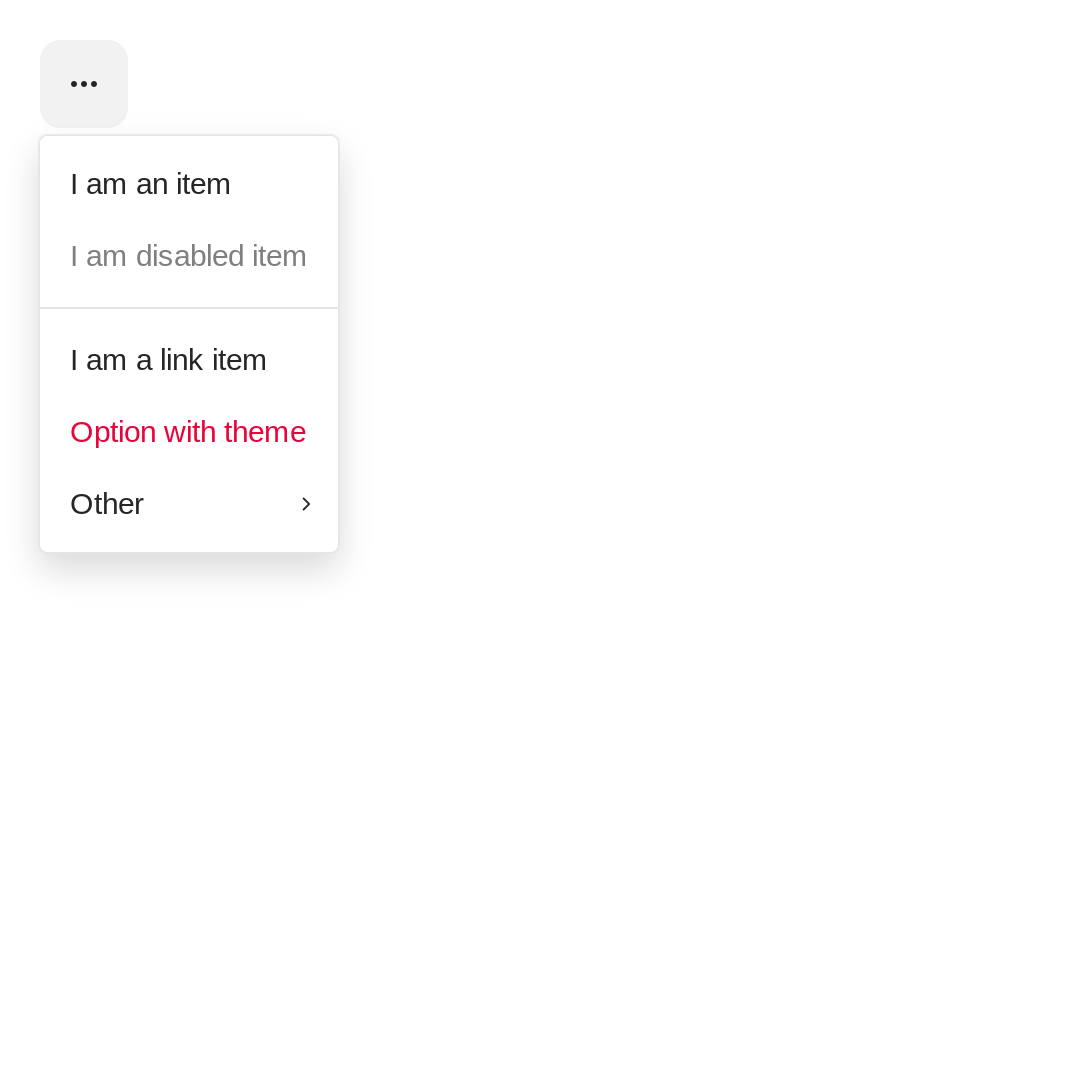 I am an item
I am disabled item
I am a link item
Option with theme
Other